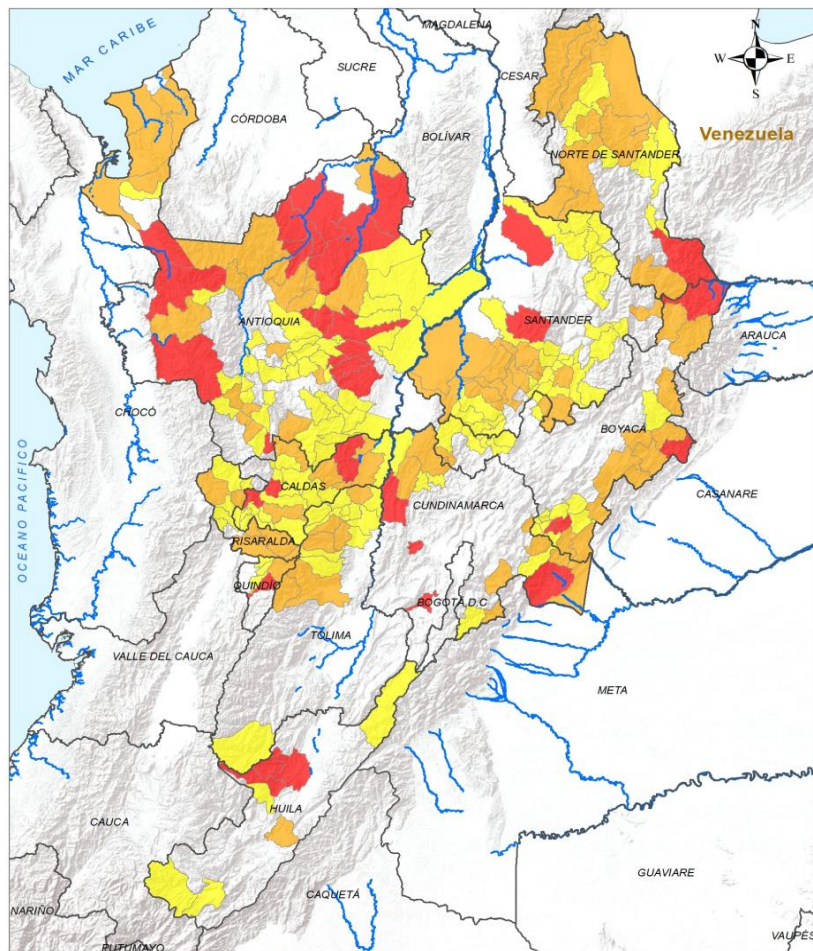 MAGDALENA
N
MAR CARIBE
SUCRE
CESAR
W
E
S
CÓRDOBA
BOLÍVAR
Venezuela
NORTE DE SANTANDER
ANTIOQUIA
SANTANDER
ARAUCA
CHOCÓ
BOYACÁ
OCEANO PACIFICO
CALDAS
CUNDINAMARCA
CASANARE
RISARALDA
QUINDÍO
BOGOTÁ,D.C
TOLIMA
VALLE DEL CAUCA
META
HUILA
CAUCA
GUAVIARE
CAQUETÁ
NARIÑO
PUTUMAYO
VAUPÉS